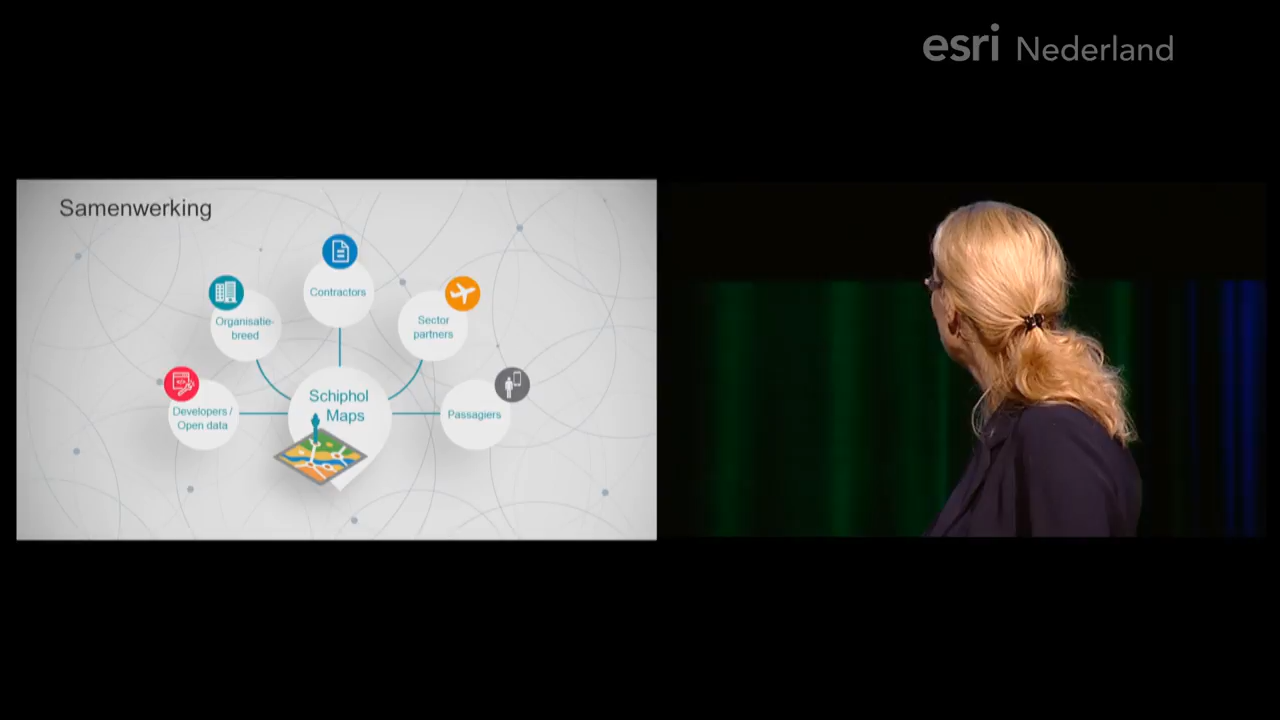 esri Nederland
Samenwerking
Contractors
Organisatie-
breed
Sector
partners
Schiphol
Maps
Developers /
Open data
Passagiers